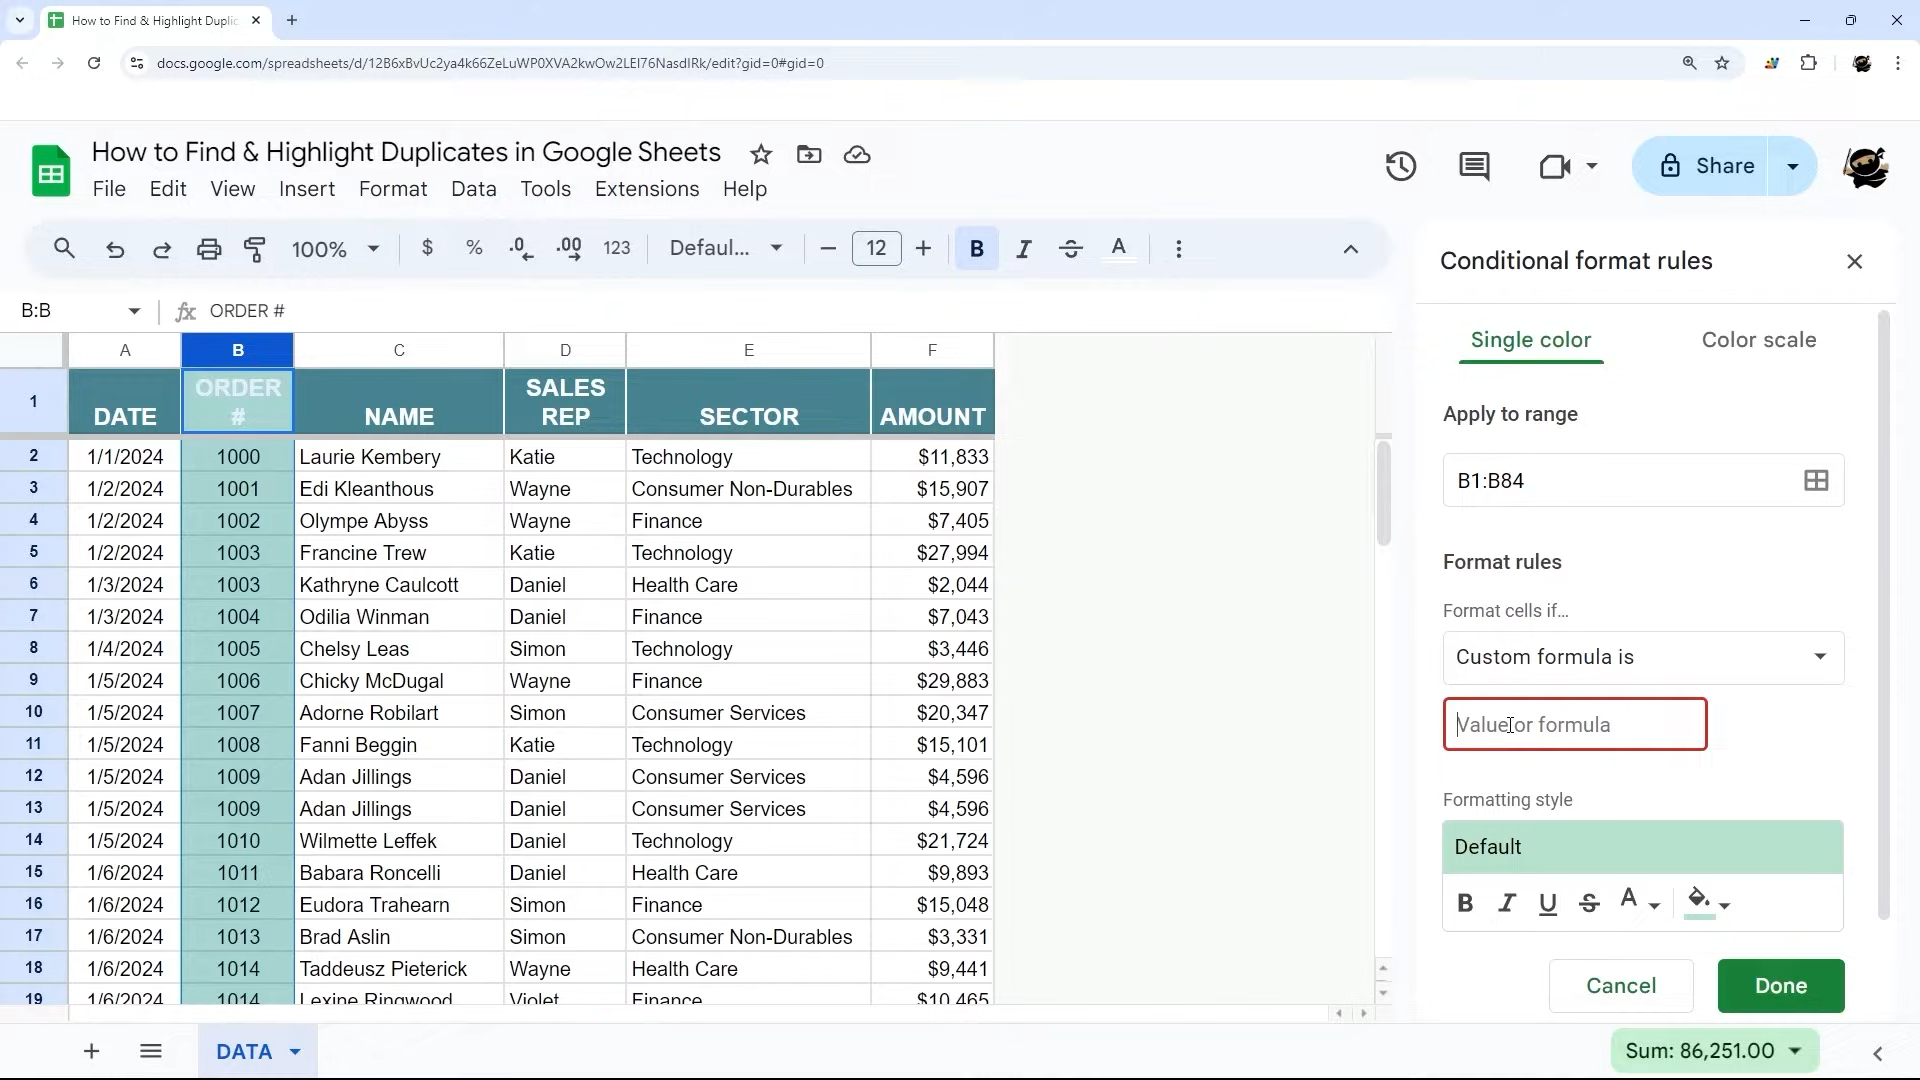 How to Find & Highlight Duplic
docs.google.com/spreadsheets/d/12B6xBvUc2ya4k66ZeLuWP0XVA2kwOw2LEl76NasdIRk/edit?gid=0#gid=0
How to Find & Highlight Duplicates in Google Sheets
File Edit View Insert Format Data Tools Extensions Help
Share
100% $ % .0 .00 123 Defaul... 12 B I S A
B:B fx ORDER #
A B C D E F
1 DATE ORDER # NAME SALES REP SECTOR AMOUNT
2 1/1/2024 1000 Laurie Kembery Katie Technology $11,833
3 1/2/2024 1001 Edi Kleanthous Wayne Consumer Non-Durables $15,907
4 1/2/2024 1002 Olympe Abyss Wayne Finance $7,405
5 1/2/2024 1003 Francine Trew Katie Technology $27,994
6 1/3/2024 1003 Kathryne Caulcott Daniel Health Care $2,044
7 1/3/2024 1004 Odilia Winman Daniel Finance $7,043
8 1/4/2024 1005 Chelsy Leas Simon Technology $3,446
9 1/5/2024 1006 Chicky McDugal Wayne Finance $29,883
10 1/5/2024 1007 Adorne Robilart Simon Consumer Services $20,347
11 1/5/2024 1008 Fanni Beggin Katie Technology $15,101
12 1/5/2024 1009 Adan Jillings Daniel Consumer Services $4,596
13 1/5/2024 1009 Adan Jillings Daniel Consumer Services $4,596
14 1/5/2024 1010 Wilmette Leffek Daniel Technology $21,724
15 1/6/2024 1011 Babara Roncelli Daniel Health Care $9,893
16 1/6/2024 1012 Eudora Trahearn Simon Finance $15,048
17 1/6/2024 1013 Brad Aslin Simon Consumer Non-Durables $3,331
18 1/6/2024 1014 Taddeusz Pieterick Wayne Health Care $9,441
19 1/6/2024 1014 Lexine Ringwood Violet Finance $10,465
DATA
Conditional format rules
Single color Color scale
Apply to range
B1:B84
Format rules
Format cells if…
Custom formula is
Value or formula
Formatting style
Default
B I U S A
Cancel Done
Sum: 86,251.00